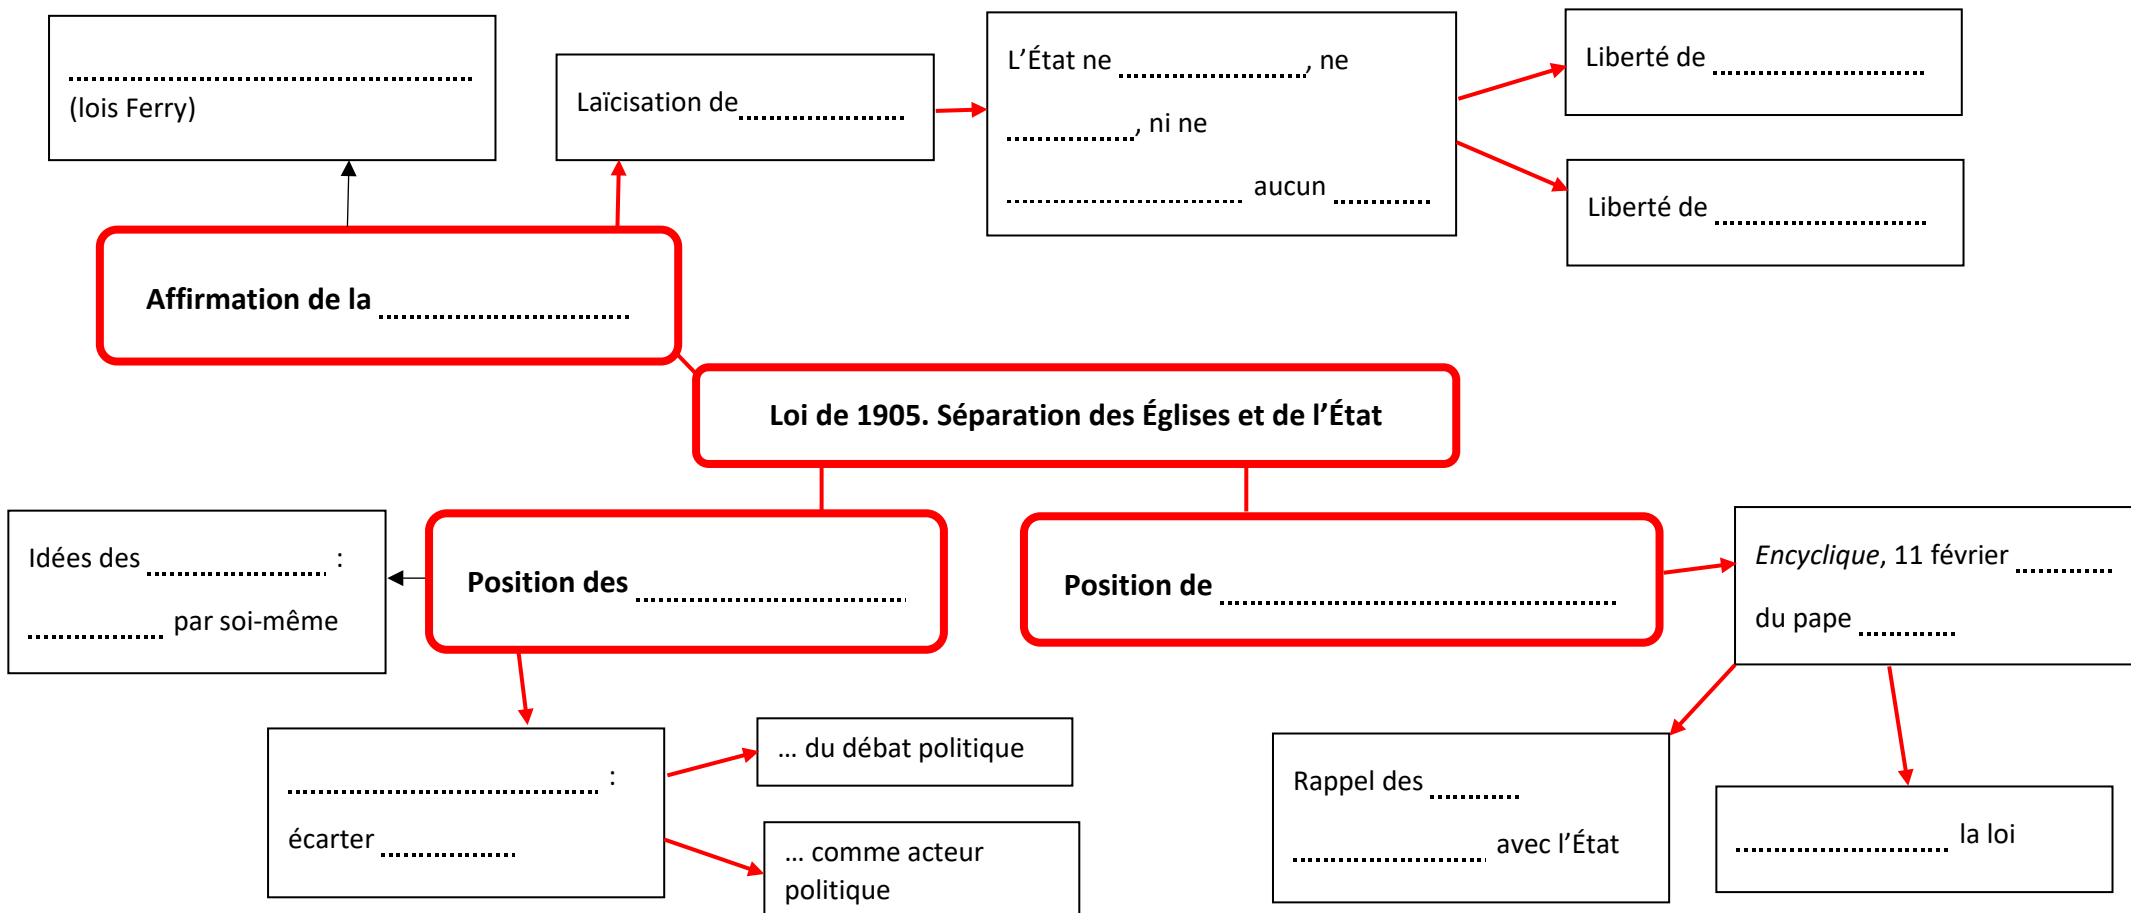 ........................................
(lois Ferry)
Laïcisation de.................
L’État ne ..................., ne
............., ni ne
........................ aucun ..........
Liberté de .....................
Liberté de .....................
Affirmation de la .........................
Loi de 1905. Séparation des Églises et de l’État
Idées des .................. :
.............. par soi-même
Position des ...........................
Position de ........................................
Encyclique, 11 février ..........
du pape ..........
............................... :
écarter ..............
... du débat politique
... comme acteur
politique
Rappel des .........
.................... avec l’État
...................... la loi